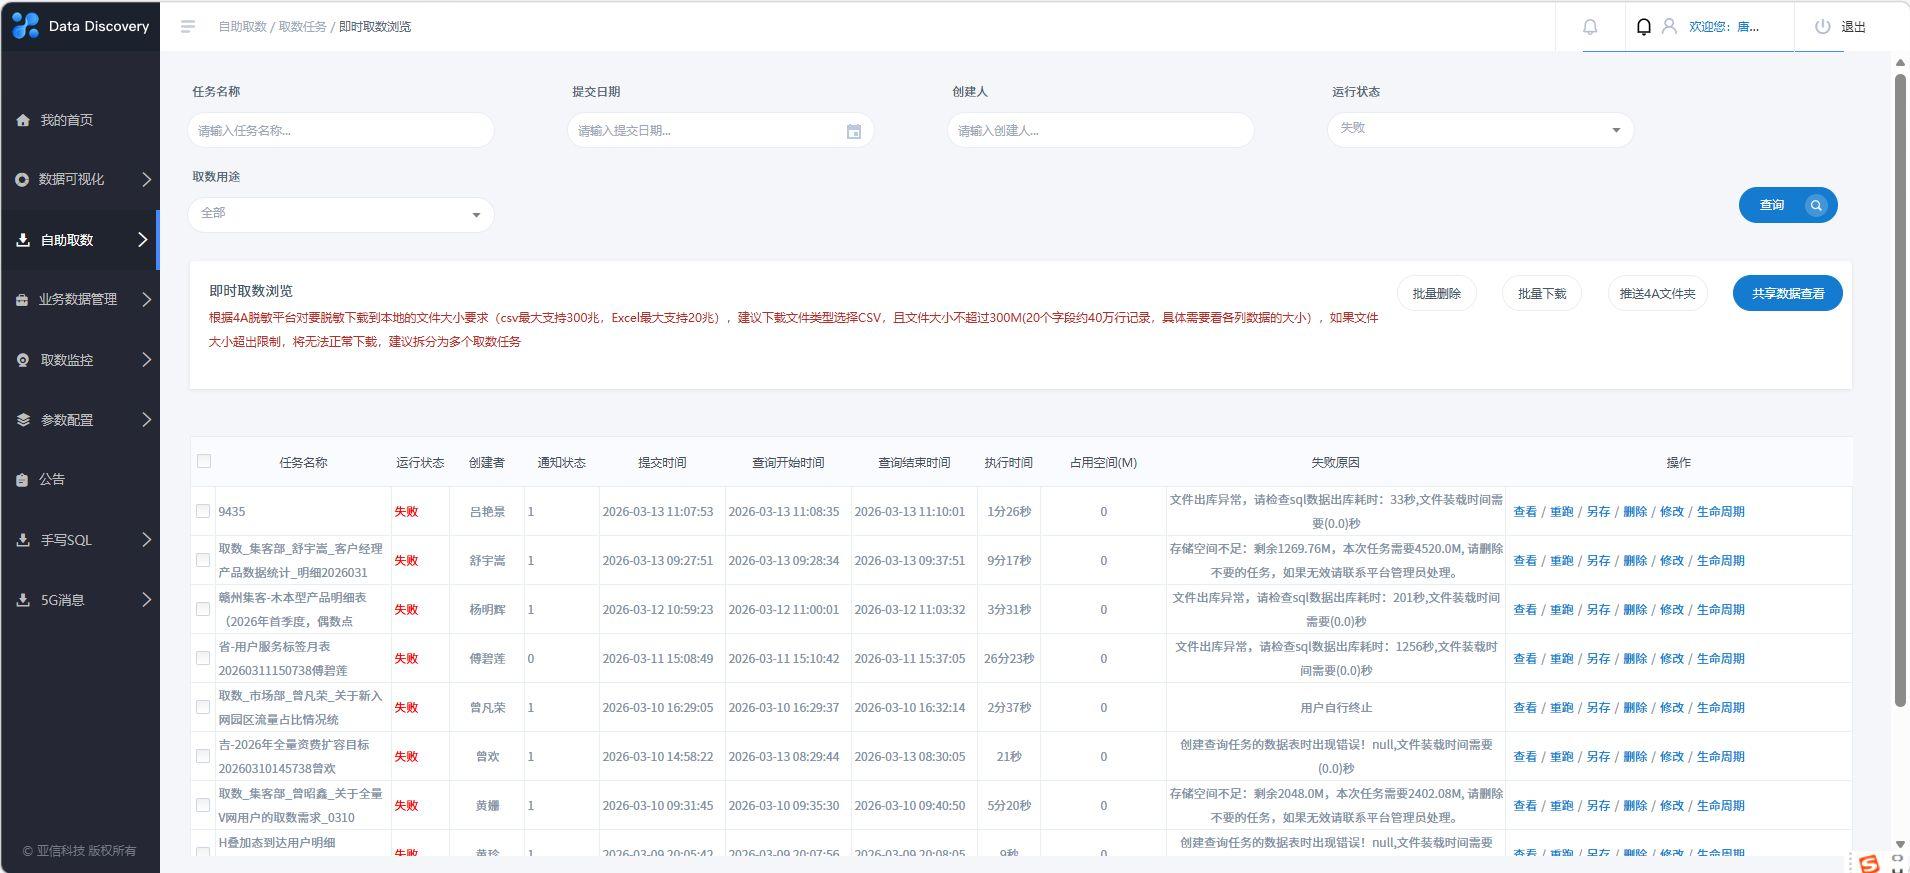 Data Discovery
自助取数 / 取数任务 / 即时取数浏览
欢迎您：唐...
退出
我的首页
数据可视化
自助取数
业务数据管理
取数监控
参数配置
公告
手写SQL
5G消息
© 亚信科技 版权所有
任务名称
提交日期
创建人
运行状态
请输入任务名称...
请输入提交日期...
请输入创建人...
失败
取数用途
全部
查询
即时取数浏览
批量删除
批量下载
推送4A文件夹
共享数据查看
根据4A脱敏平台对要脱敏下载到本地的文件大小要求（csv最大支持300兆，Excel最大支持20兆），建议下载文件类型选择CSV，且文件大小不超过300M(20个字段约40万行记录，具体需要看各列数据的大小），如果文件
大小超出限制，将无法正常下载，建议拆分为多个取数任务
任务名称 运行状态 创建者 通知状态 提交时间 查询开始时间 查询结束时间 执行时间 占用空间(M) 失败原因 操作
9435 失败 吕艳景 1 2026-03-13 11:07:53 2026-03-13 11:08:35 2026-03-13 11:10:01 1分26秒 0
文件出库异常，请检查sql数据出库耗时：33秒,文件装载时间需
要(0.0)秒
查看 / 重跑 / 另存 / 删除 / 修改 / 生命周期
取数_集客部_舒宇嵩_客户经理
产品数据统计_明细2026031
失败 舒宇嵩 1 2026-03-13 09:27:51 2026-03-13 09:28:34 2026-03-13 09:37:51 9分17秒 0
存储空间不足：剩余1269.76M，本次任务需要4520.0M, 请删除
不要的任务，如果无效请联系平台管理员处理。
查看 / 重跑 / 另存 / 删除 / 修改 / 生命周期
赣州集客-木本型产品明细表
（2026年首季度，偶数点
失败 杨明辉 1 2026-03-12 10:59:23 2026-03-12 11:00:01 2026-03-12 11:03:32 3分31秒 0
文件出库异常，请检查sql数据出库耗时：201秒,文件装载时间
需要(0.0)秒
查看 / 重跑 / 另存 / 删除 / 修改 / 生命周期
省-用户服务标签月表
20260311150738傅碧莲
失败 傅碧莲 0 2026-03-11 15:08:49 2026-03-11 15:10:42 2026-03-11 15:37:05 26分23秒 0
文件出库异常，请检查sql数据出库耗时：1256秒,文件装载时
间需要(0.0)秒
查看 / 重跑 / 另存 / 删除 / 修改 / 生命周期
取数_市场部_曾凡荣_关于新入
网园区流量占比情况统
失败 曾凡荣 1 2026-03-10 16:29:05 2026-03-10 16:29:37 2026-03-10 16:32:14 2分37秒 0
用户自行终止
查看 / 重跑 / 另存 / 删除 / 修改 / 生命周期
吉-2026年全量资费扩容目标
20260310145738曾欢
失败 曾欢 1 2026-03-10 14:58:22 2026-03-14 08:29:44 2026-03-14 08:30:05 21秒 0
创建查询任务的数据表时出现错误！null,文件装载时间需要
(0.0)秒
查看 / 重跑 / 另存 / 删除 / 修改 / 生命周期
取数_集客部_曾昭鑫_关于全量
V网用户的取数需求_0310
失败 黄姗 1 2026-03-10 09:31:45 2026-03-10 09:35:30 2026-03-10 09:40:50 5分20秒 0
存储空间不足：剩余2048.0M，本次任务需要2402.08M, 请删除
不要的任务，如果无效请联系平台管理员处理。
查看 / 重跑 / 另存 / 删除 / 修改 / 生命周期
H叠加态到达用户明细
失败 黄珍 1 2026-03-09 20:05:42 2026-03-09 20:07:56 2026-03-09 20:08:05 9秒 0
创建查询任务的数据表时出现错误！null,文件装载时间需要
查看 / 重跑 / 另存 / 删除 / 修改 / 生命周期